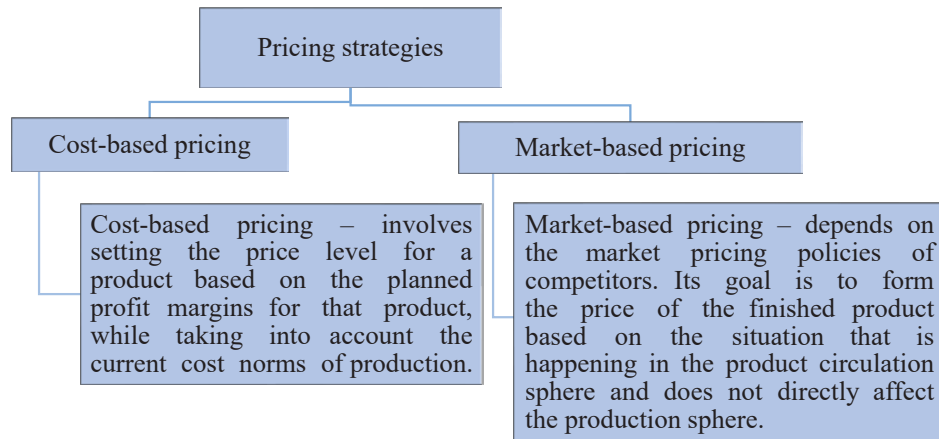 Pricing strategies
Cost-based pricing
Market-based pricing
Cost-based pricing – involves
setting the price level for a
product based on the planned
profit margins for that product,
while taking into account the
current cost norms of production.
Market-based pricing – depends on
the market pricing policies of
competitors. Its goal is to form
the price of the finished product
based on the situation that is
happening in the product circulation
sphere and does not directly affect
the production sphere.